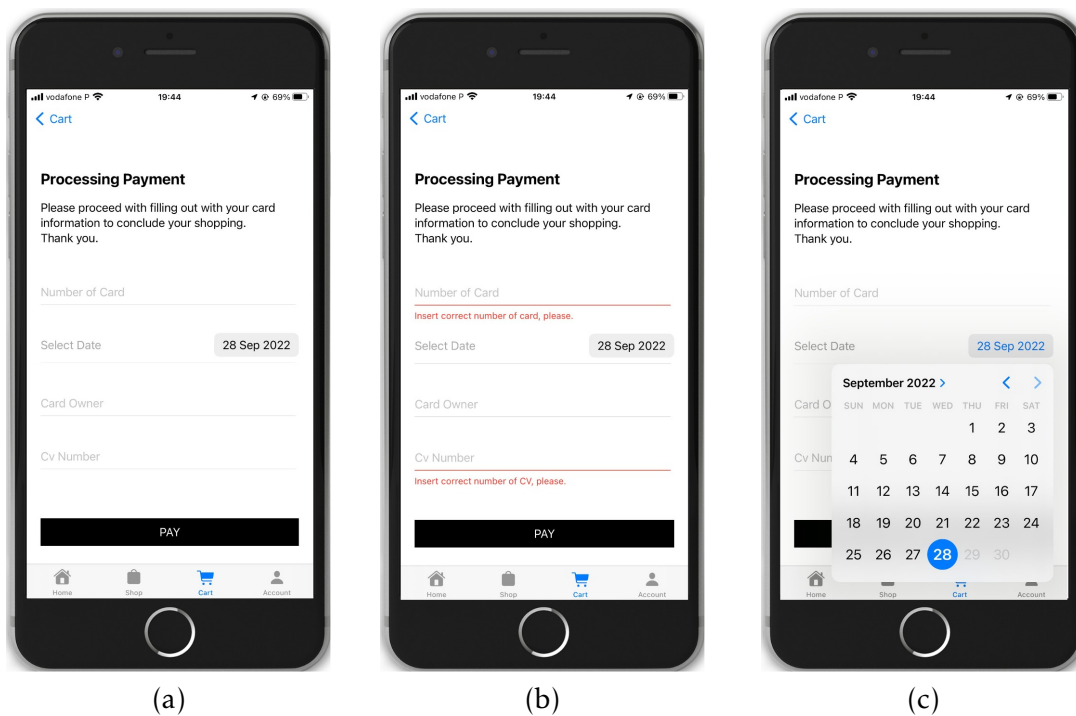 vodafone P 19:44 69%
Cart
Processing Payment
Please proceed with filling out with your card
information to conclude your shopping.
Thank you.
Number of Card
Select Date 28 Sep 2022
Card Owner
Cv Number
PAY
Home Shop Cart Account
(a)
vodafone P 19:44 69%
Cart
Processing Payment
Please proceed with filling out with your card
information to conclude your shopping.
Thank you.
Number of Card
Insert correct number of card, please.
Select Date 28 Sep 2022
Card Owner
Cv Number
Insert correct number of CV, please.
PAY
Home Shop Cart Account
(b)
vodafone P 19:44 69%
Cart
Processing Payment
Please proceed with filling out with your card
information to conclude your shopping.
Thank you.
Number of Card
Select Date 28 Sep 2022
September 2022
Card O SUN MON TUE WED THU FRI SAT
1 2 3
Cv Num 4 5 6 7 8 9 10
11 12 13 14 15 16 17
18 19 20 21 22 23 24
25 26 27 28 29 30
Home Shop Cart Account
(c)